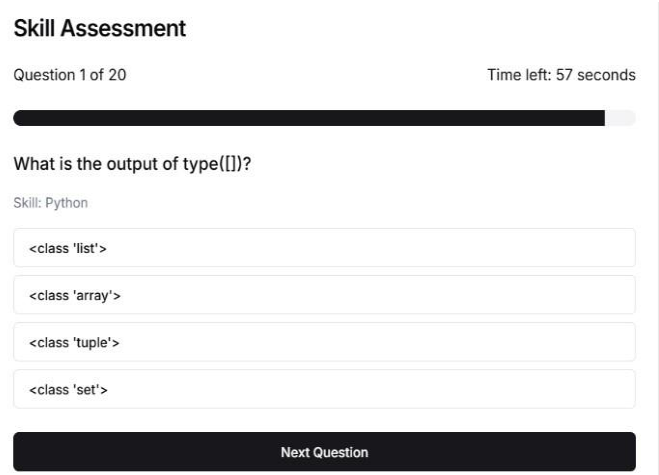 Skill Assessment
Question 1 of 20
Time left: 57 seconds
What is the output of type([])?
Skill: Python
<class 'list'>
<class 'array'>
<class 'tuple'>
<class 'set'>
Next Question